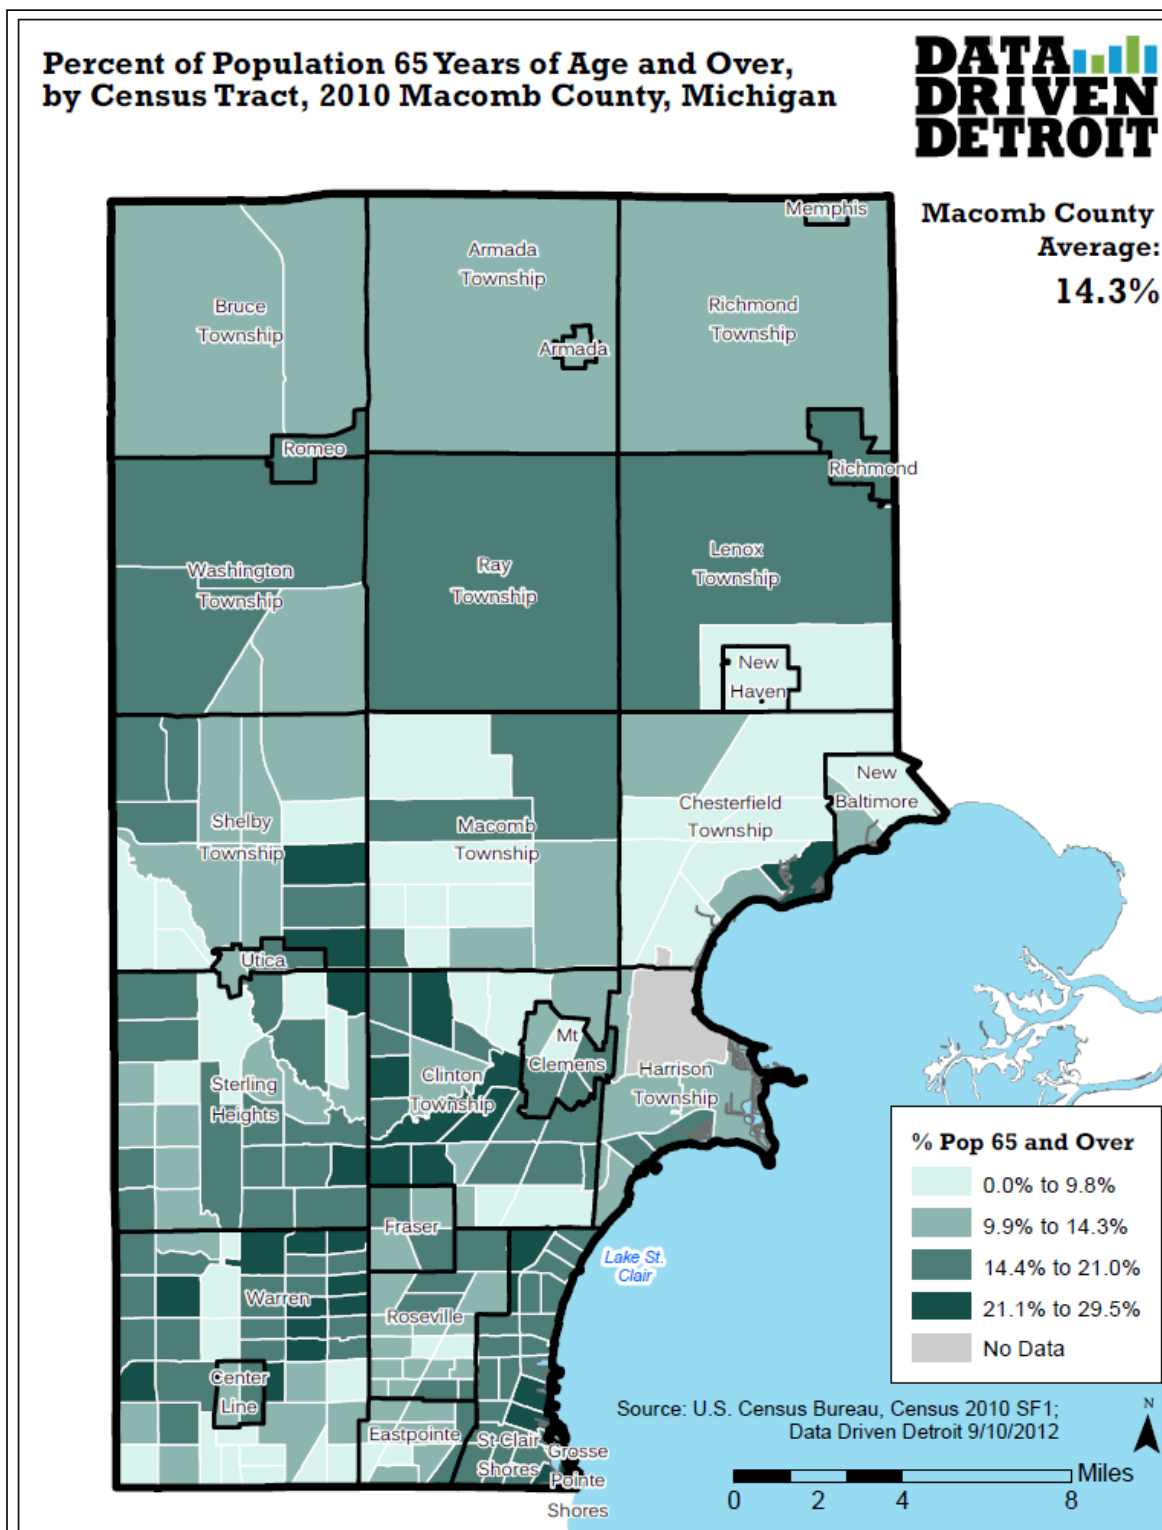 Percent of Population 65 Years of Age and Over,
by Census Tract, 2010 Macomb County, Michigan
DATA
DRIVEN
DETROIT
Macomb County
Average:
14.3%
Memphis
Armada
Township
Bruce
Township
Richmond
Township
Armada
Romeo
Richmond
Washington
Township
Ray
Township
Lenox
Township
New
Haven
New
Baltimore
Chesterfield
Township
Shelby
Township
Macomb
Township
Utica
Mt
Clemens
Harrison
Township
Clinton
Township
Sterling
Heights
Fraser
Lake St.
Clair
Warren
Roseville
Center
Line
Eastpointe
St Clair
Shores
Grosse
Pointe
Shores
% Pop 65 and Over
0.0% to 9.8%
9.9% to 14.3%
14.4% to 21.0%
21.1% to 29.5%
No Data
Source: U.S. Census Bureau, Census 2010 SF1;
Data Driven Detroit 9/10/2012
N
Miles
0 2 4 8